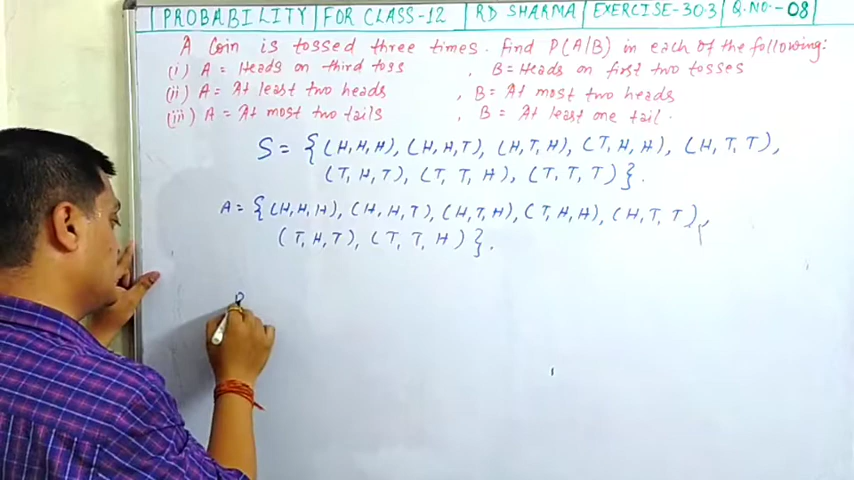 PROBABILITY | FOR CLASS-12 | RD SHARMA | EXERCISE-30.3 | Q.NO:- 08
A Coin is tossed three times. Find P(A/B) in each of the following:
(i) A = Heads on third toss , B = Heads on first two tosses
(ii) A = At least two heads , B = At most two heads
(iii) A = At most two tails , B = At least one tail.
S = {(H,H,H), (H,H,T), (H,T,H), (T,H,H), (H,T,T),
(T,H,T), (T,T,H), (T,T,T)}.
A = {(H,H,H), (H,H,T), (H,T,H), (T,H,H), (H,T,T),
(T,H,T), (T,T,H)}.